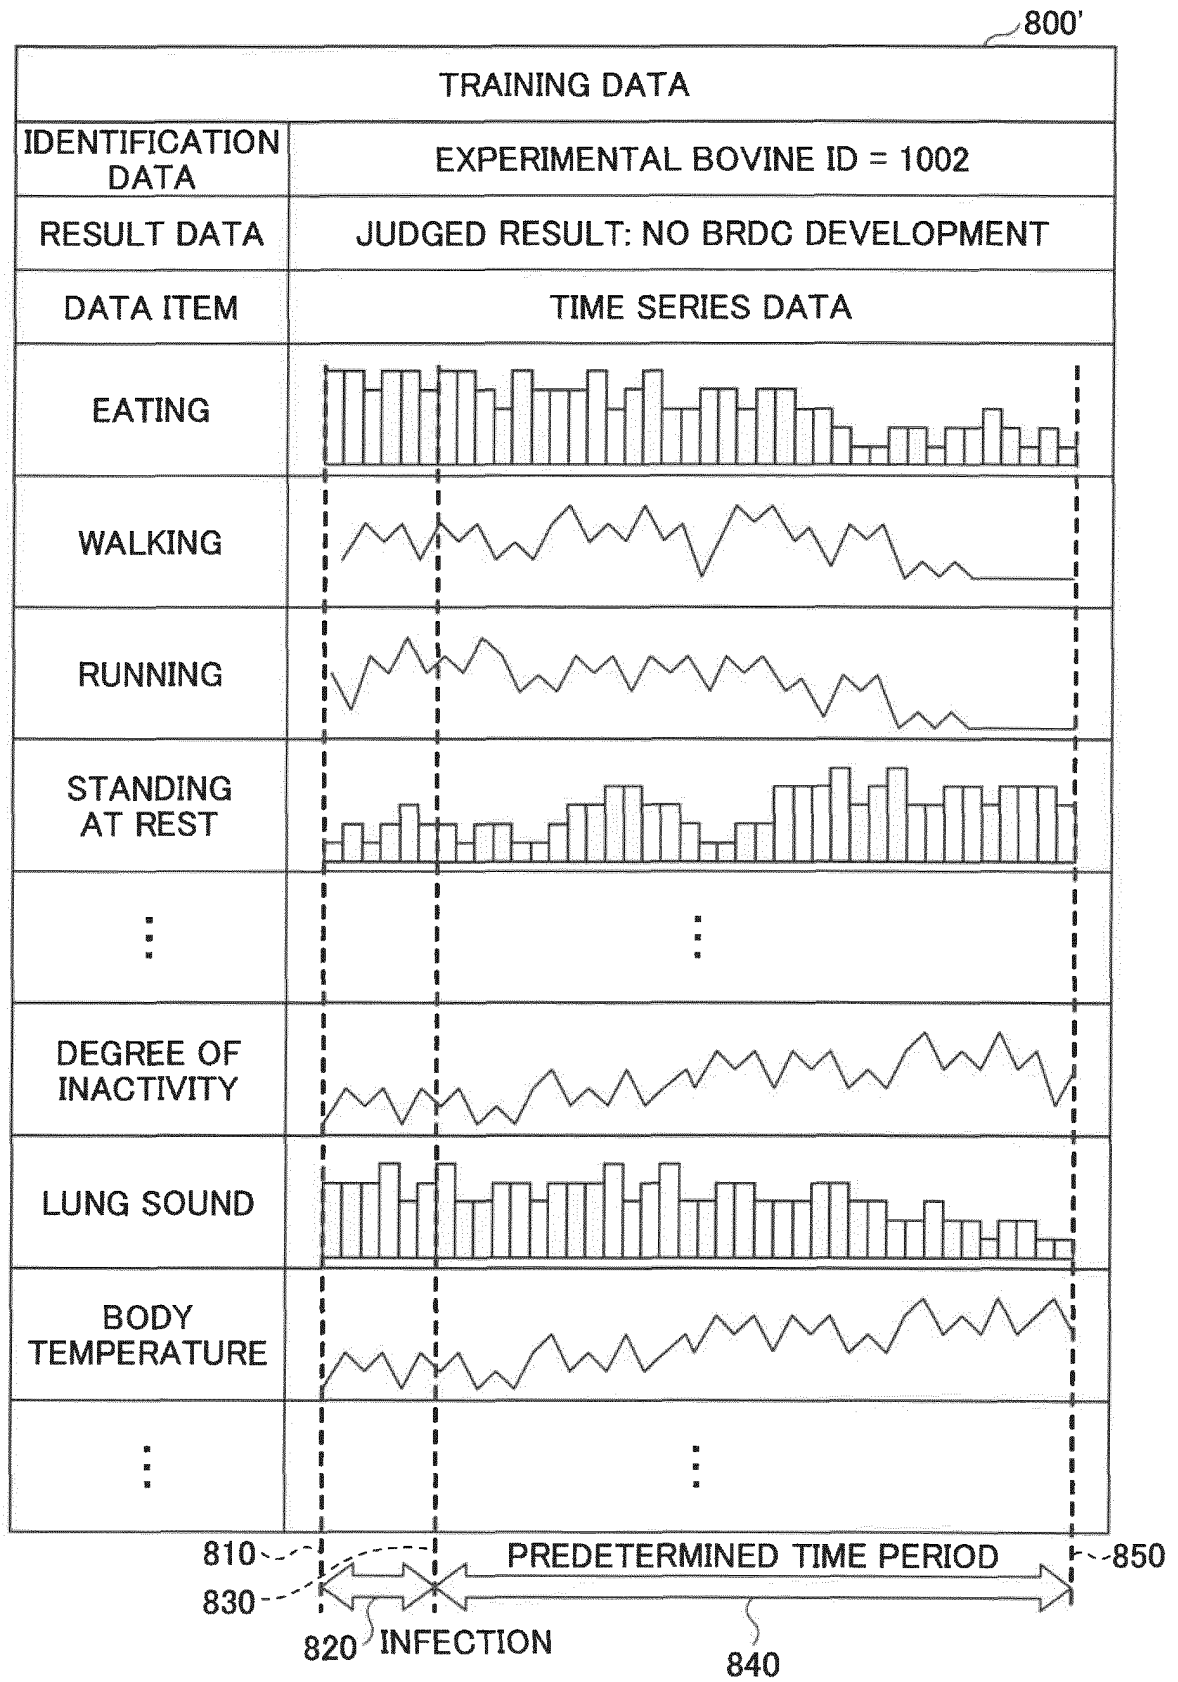 800'
TRAINING DATA
IDENTIFICATION
DATA
EXPERIMENTAL BOVINE ID = 1002
RESULT DATA
JUDGED RESULT: NO BRDC DEVELOPMENT
DATA ITEM
TIME SERIES DATA
EATING
WALKING
RUNNING
STANDING
AT REST
DEGREE OF
INACTIVITY
LUNG SOUND
BODY
TEMPERATURE
810
PREDETERMINED TIME PERIOD
850
830
820
INFECTION
840